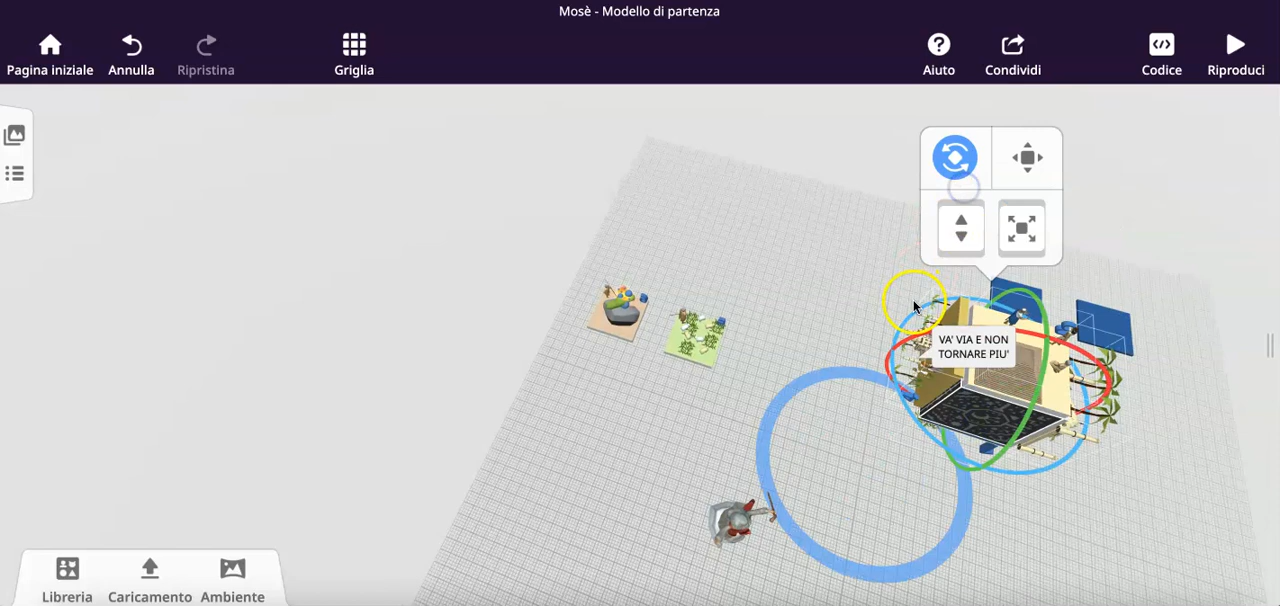 Mosè - Modello di partenza
Pagina iniziale
Annulla
Ripristina
Griglia
Aiuto
Condividi
Codice
Riproduci
VA' VIA E NON
TORNARE PIU'
Libreria
Caricamento
Ambiente